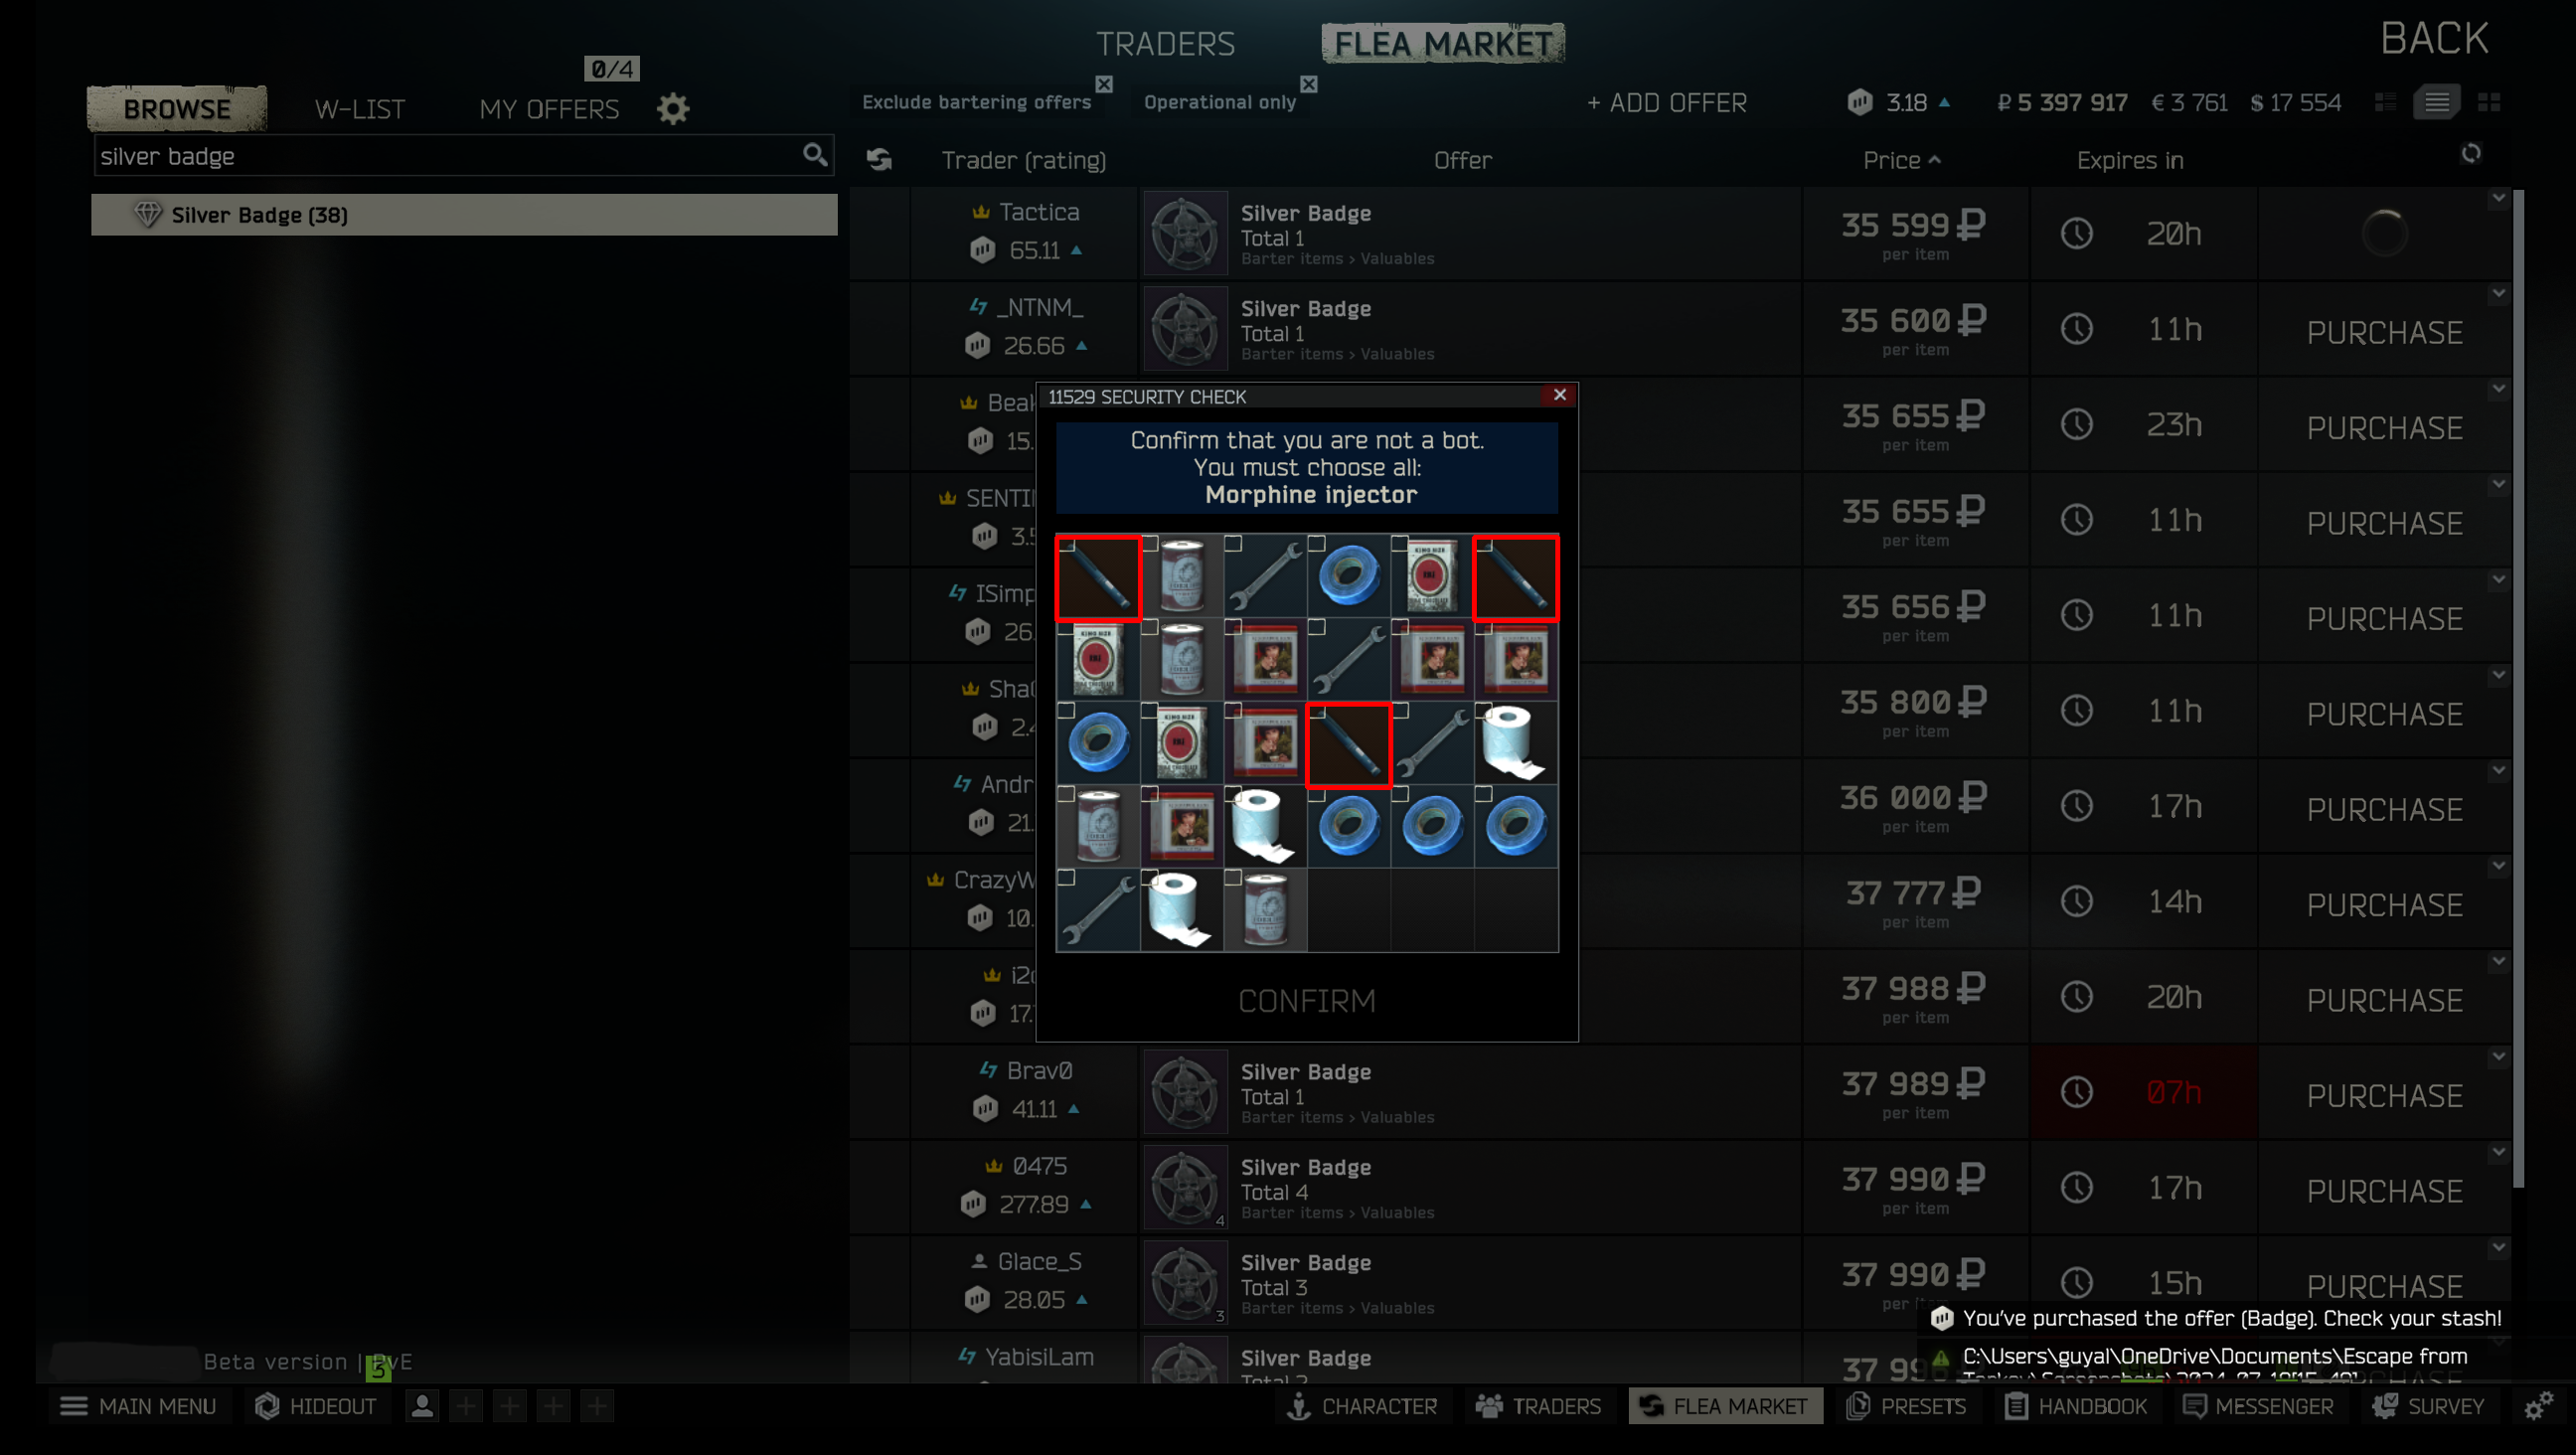 TRADERS
FLEA MARKET
BACK
0/4
BROWSE
W-LIST
MY OFFERS
Exclude bartering offers
Operational only
+ ADD OFFER
3.18
₽ 5 397 917
€ 3 761
$ 17 554
silver badge
Trader (rating)
Offer
Price
Expires in
Silver Badge (38)
Tactica
65.11
Silver Badge
Total 1
Barter items > Valuables
35 599 ₽
per item
20h
_NTNM_
26.66
Silver Badge
Total 1
Barter items > Valuables
35 600 ₽
per item
11h
PURCHASE
35 655 ₽
per item
23h
PURCHASE
35 655 ₽
per item
11h
PURCHASE
35 656 ₽
per item
11h
PURCHASE
35 800 ₽
per item
11h
PURCHASE
36 000 ₽
per item
17h
PURCHASE
37 777 ₽
per item
14h
PURCHASE
37 988 ₽
per item
20h
PURCHASE
11529 SECURITY CHECK
Confirm that you are not a bot.
You must choose all:
Morphine injector
KING SIZE
CONFIRM
Brav0
41.11
Silver Badge
Total 1
Barter items > Valuables
37 989 ₽
per item
07h
PURCHASE
0475
277.89
4
Silver Badge
Total 4
Barter items > Valuables
37 990 ₽
per item
17h
PURCHASE
Glace_S
28.05
3
Silver Badge
Total 3
Barter items > Valuables
37 990 ₽
15h
PURCHASE
YabisiLam
Silver Badge
Total 2
You've purchased the offer (Badge). Check your stash!
C:\Users\guyal\OneDrive\Documents\Escape from
Beta version | PvE
5
MAIN MENU
HIDEOUT
CHARACTER
TRADERS
FLEA MARKET
PRESETS
HANDBOOK
MESSENGER
SURVEY